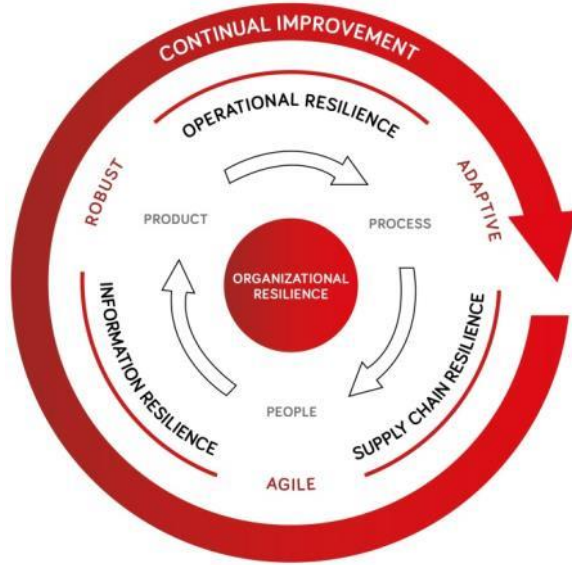 CONTINUAL IMPROVEMENT
OPERATIONAL RESILIENCE
ROBUST
ADAPTIVE
PRODUCT
PROCESS
ORGANIZATIONAL
RESILIENCE
INFORMATION RESILIENCE
SUPPLY CHAIN RESILIENCE
PEOPLE
AGILE